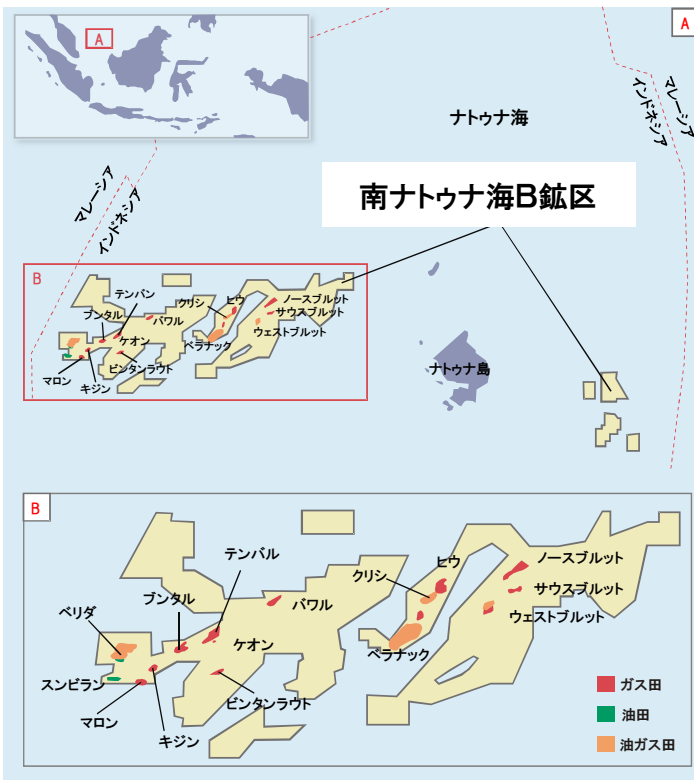 A
A
ナトゥナ海
マレーシア
インドネシア
マレーシア
インドネシア
南ナトゥナ海B鉱区
B
テンバン
ブンタル
パワル
クリシ
ヒウ
ノースブルット
サウスブルット
ウェストブルット
ケオン
ベラナック
ビンタンラウト
マロン
キジン
ナトゥナ島
B
テンバル
ヒウ
ノースブルット
クリシ
サウスブルット
ブンタル
パワル
ウェストブルット
ベリダ
ケオン
ベラナック
スンビラン
ビンタンラウト
マロン
キジン
ガス田
油田
油ガス田